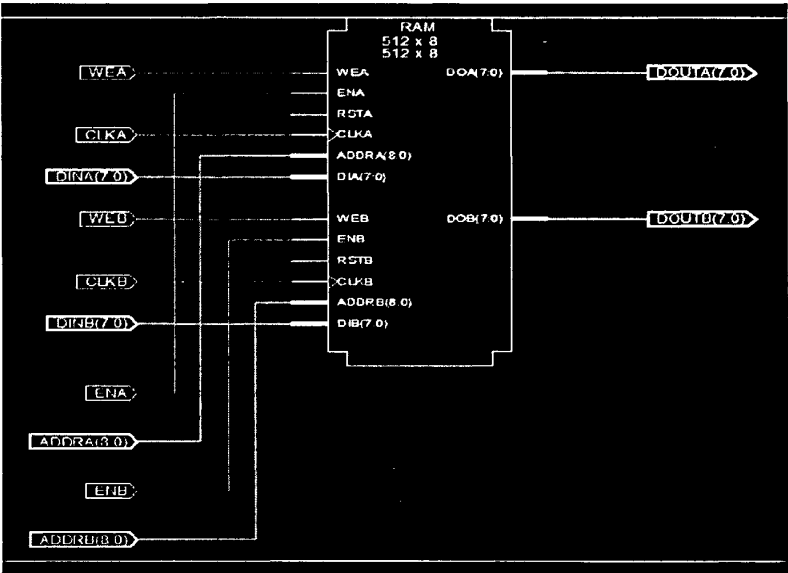 RAM
512 x 8
512 x 8
WEA
WEA
DOA(7:0)
DOUTA(7:0)
ENA
RSTA
CLKA
CLKA
ADDRA(8:0)
DINA(7:0)
DIA(7:0)
WEB
WEB
DOB(7:0)
DOUTB(7:0)
ENB
RSTB
CLKB
CLKB
ADDRB(8:0)
DINB(7:0)
DIB(7:0)
ENA
ADDRA(8:0)
ENB
ADDRB(8:0)